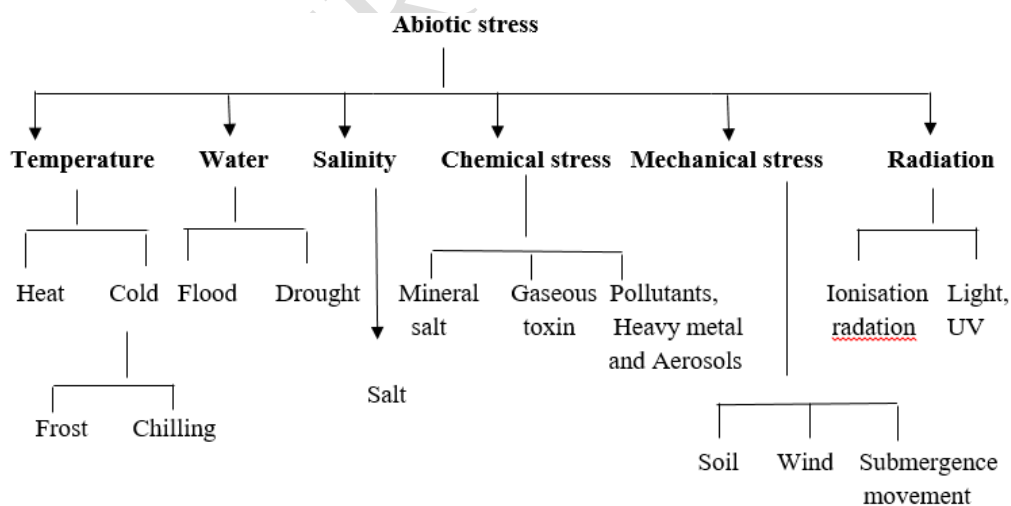 Abiotic stress
Temperature Water Salinity Chemical stress Mechanical stress Radiation
Heat Cold Flood Drought Mineral salt Gaseous toxin Pollutants, Heavy metal and Aerosols Ionisation radation Light, UV
Salt
Frost Chilling
Soil Wind Submergence movement